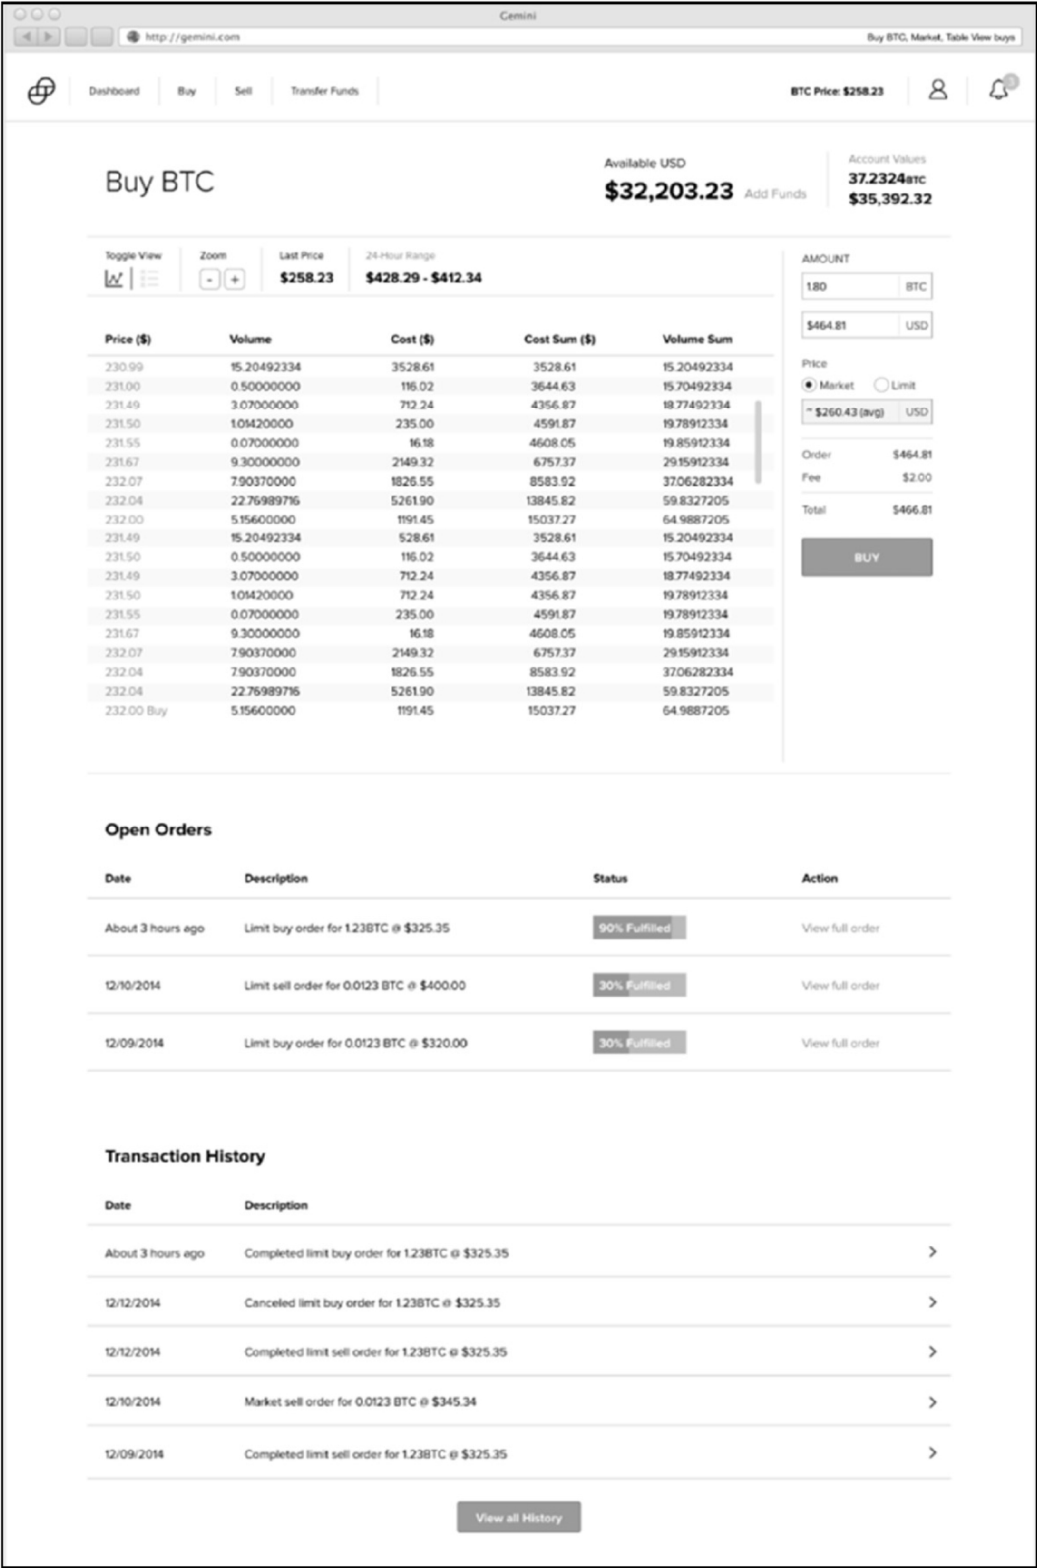 Gemini
http://gemini.com Buy BTC, Market, Table View buys
Dashboard Buy Sell Transfer Funds BTC Price: $258.23
Buy BTC
Available USD
$32,203.23 Add Funds
Account Values
37.2324BTC
$35,392.32
Toggle View Zoom Last Price 24-Hour Range
- + $258.23 $428.29 - $412.34
Price ($) Volume Cost ($) Cost Sum ($) Volume Sum
230.99 15.20492334 3528.61 3528.61 15.20492334
231.00 0.50000000 116.02 3644.63 15.70492334
231.49 3.07000000 712.24 4356.87 18.77492334
231.50 1.01420000 235.00 4591.87 19.78912334
231.55 0.07000000 16.18 4608.05 19.85912334
231.67 9.30000000 2149.32 6757.37 29.15912334
232.07 7.90370000 1826.55 8583.92 37.06282334
232.04 22.76989716 5261.90 13845.82 59.8327205
232.00 5.15600000 1191.45 15037.27 64.9887205
231.49 15.20492334 528.61 3528.61 15.20492334
231.50 0.50000000 116.02 3644.63 15.70492334
231.49 3.07000000 712.24 4356.87 18.77492334
231.50 1.01420000 712.24 4356.87 19.78912334
231.55 0.07000000 235.00 4591.87 19.78912334
231.67 9.30000000 16.18 4608.05 19.85912334
232.07 7.90370000 2149.32 6757.37 29.15912334
232.04 7.90370000 1826.55 8583.92 37.06282334
232.04 22.76989716 5261.90 13845.82 59.8327205
232.00 Buy 5.15600000 1191.45 15037.27 64.9887205
AMOUNT
1.80 BTC
$464.81 USD
Price
Market Limit
~ $260.43 (avg) USD
Order $464.81
Fee $2.00
Total $466.81
BUY
Open Orders
Date Description Status Action
About 3 hours ago Limit buy order for 1.23BTC @ $325.35 90% Fulfilled View full order
12/10/2014 Limit sell order for 0.0123 BTC @ $400.00 30% Fulfilled View full order
12/09/2014 Limit buy order for 0.0123 BTC @ $320.00 30% Fulfilled View full order
Transaction History
Date Description
About 3 hours ago Completed limit buy order for 1.23BTC @ $325.35
12/12/2014 Canceled limit buy order for 1.23BTC @ $325.35
12/12/2014 Completed limit sell order for 1.23BTC @ $325.35
12/10/2014 Market sell order for 0.0123 BTC @ $345.34
12/09/2014 Completed limit sell order for 1.23BTC @ $325.35
View all History